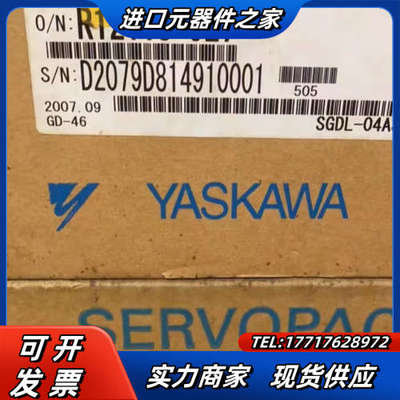 进口元器件之家
O/N:
S/N: D2079D814910001
505
2007.09
GD-46
SGDL-04A
YASKAWA
SERVOPAC
可开发票
TEL:17717628972
实力商家 现货供应